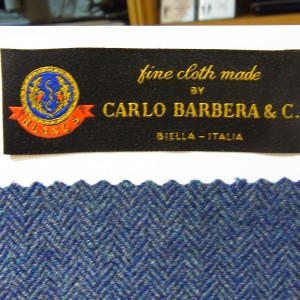 fine cloth made
BY
CARLO BARBERA & C.
BIELLA - ITALIA